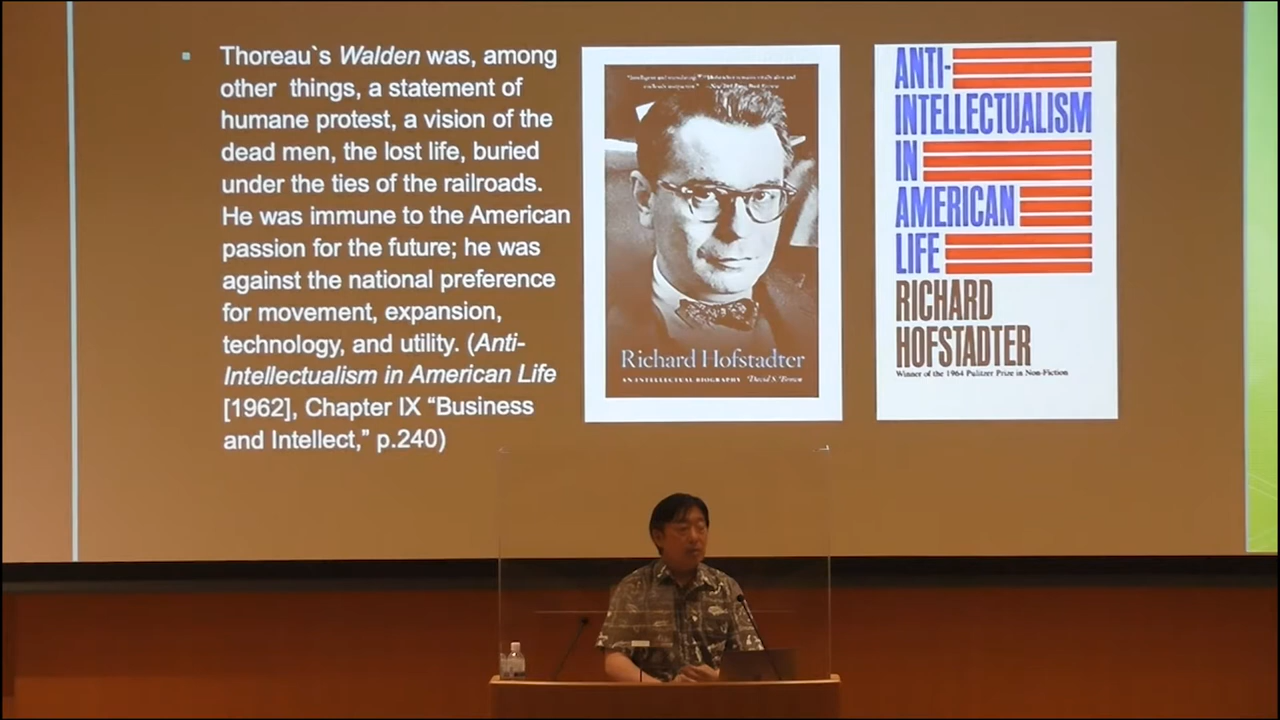 Thoreau`s Walden was, among
other things, a statement of
humane protest, a vision of the
dead men, the lost life, buried
under the ties of the railroads.
He was immune to the American
passion for the future; he was
against the national preference
for movement, expansion,
technology, and utility. (Anti-
Intellectualism in American Life
[1962], Chapter IX “Business
and Intellect,” p.240)
Richard Hofstadter
AN INTELLECTUAL BIOGRAPHY David S. Brown
ANTI-
INTELLECTUALISM
IN
AMERICAN
LIFE
RICHARD
HOFSTADTER
Winner of the 1964 Pulitzer Prize in Non-Fiction